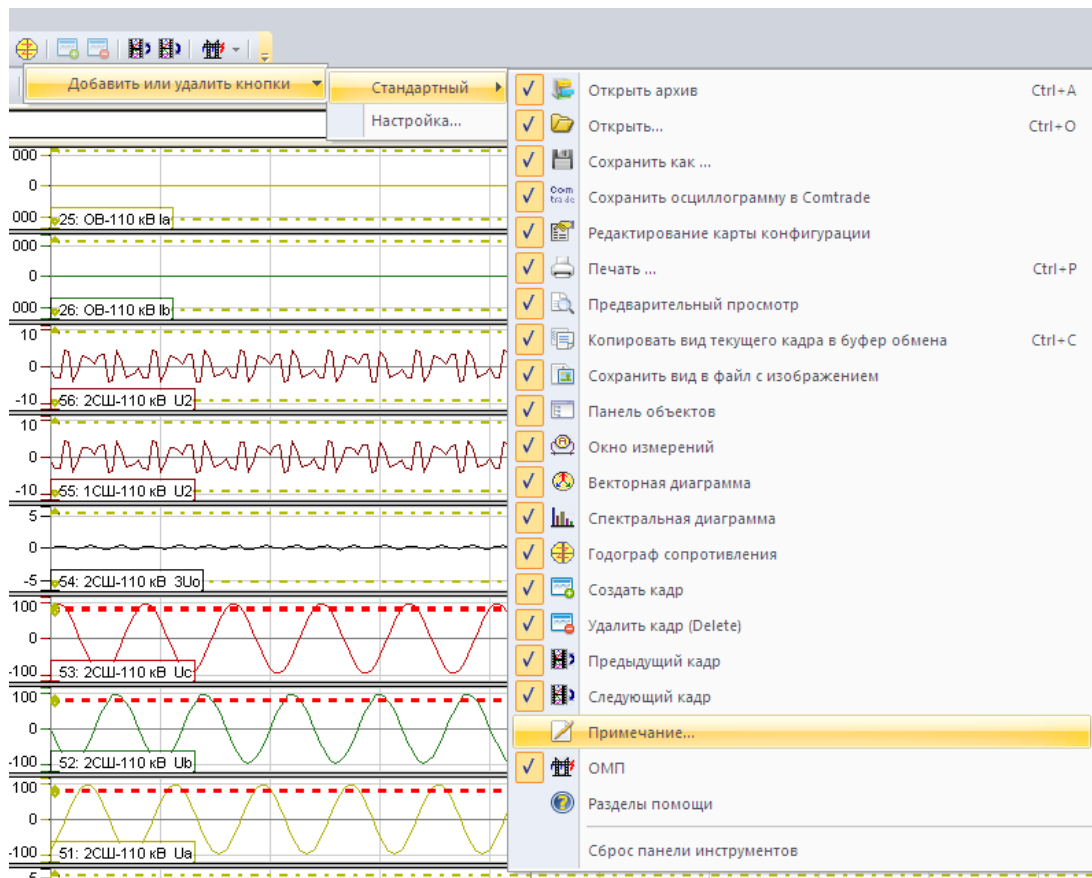 Добавить или удалить кнопки
Стандартный
Настройка...
Открыть архив Ctrl+A
Открыть... Ctrl+O
Сохранить как ...
Com trade Сохранить осциллограмму в Comtrade
Редактирование карты конфигурации
Печать ... Ctrl+P
Предварительный просмотр
Копировать вид текущего кадра в буфер обмена Ctrl+C
Сохранить вид в файл с изображением
Панель объектов
Окно измерений
Векторная диаграмма
Спектральная диаграмма
Годограф сопротивления
Создать кадр
Удалить кадр (Delete)
Предыдущий кадр
Следующий кадр
Примечание...
ОМП
Разделы помощи
Сброс панели инструментов
000
0
000
25: ОВ-110 кВ Ia
000
0
000
26: ОВ-110 кВ Ib
10
0
-10
56: 2СШ-110 кВ U2
10
0
-10
55: 1СШ-110 кВ U2
5
0
-5
54: 2СШ-110 кВ 3Uo
100
0
-100
53: 2СШ-110 кВ Uc
100
0
-100
52: 2СШ-110 кВ Ub
100
0
-100
51: 2СШ-110 кВ Ua
5